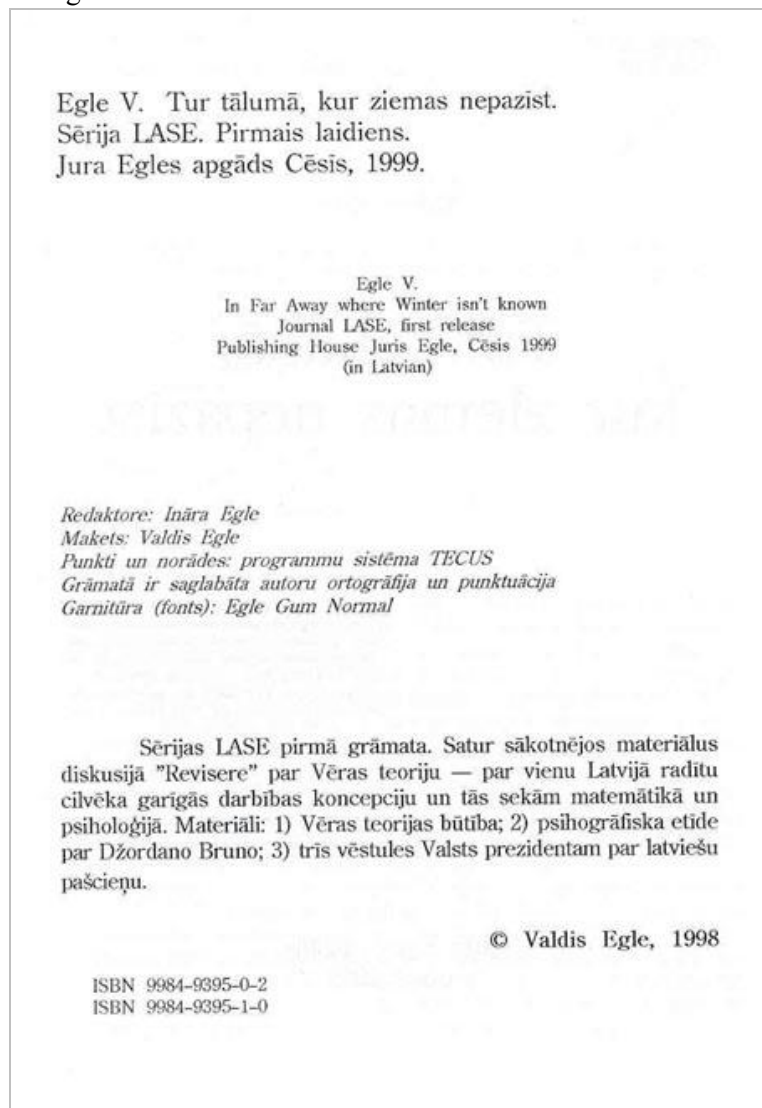 Egle V. Tur tālumā, kur ziemas nepazīst.
Sērija LASE. Pirmais laidiens.
Jura Egles apgāds Cēsīs, 1999.
Egle V.
In Far Away where Winter isn't known
Journal LASE, first release
Publishing House Juris Egle, Cēsis 1999
(in Latvian)
Redaktore: Ināra Egle
Makets: Valdis Egle
Punkti un norādes: programmu sistēma TECUS
Grāmatā ir saglabāta autoru ortogrāfija un punktuācija
Garnitūra (fonts): Egle Gum Normal
Sērijas LASE pirmā grāmata. Satur sākotnējos materiālus
diskusijā "Revisere" par Vēras teoriju — par vienu Latvijā radītu
cilvēka garīgās darbības koncepciju un tās sekām matemātikā un
psiholoģijā. Materiāli: 1) Vēras teorijas būtība; 2) psihogrāfiska etīde
par Džordano Bruno; 3) trīs vēstules Valsts prezidentam par latviešu
pašcieņu.
© Valdis Egle, 1998
ISBN 9984-9395-0-2
ISBN 9984-9395-1-0